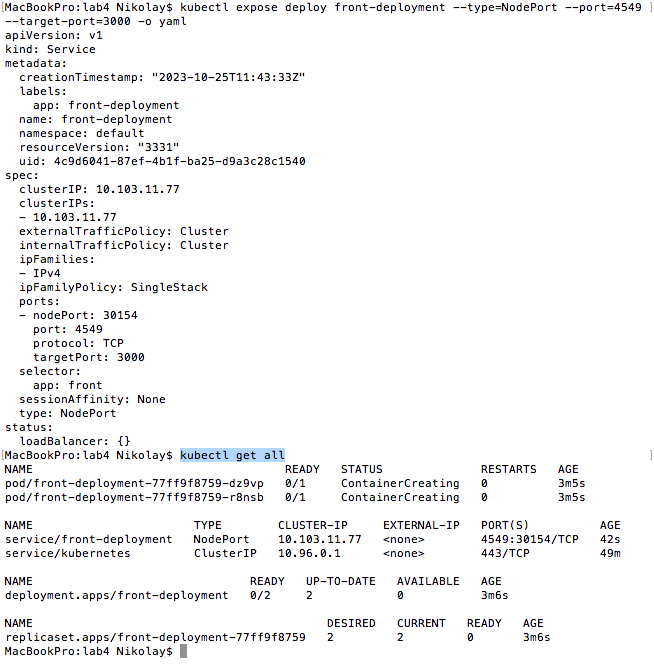 [MacBookPro:lab4 Nikolay$ kubectl expose deploy front-deployment --type=NodePort --port=4549 ]
--target-port=3000 -o yaml
apiVersion: v1
kind: Service
metadata:
  creationTimestamp: "2023-10-25T11:43:33Z"
  labels:
    app: front-deployment
  name: front-deployment
  namespace: default
  resourceVersion: "3331"
  uid: 4c9d6041-87ef-4b1f-ba25-d9a3c28c1540
spec:
  clusterIP: 10.103.11.77
  clusterIPs:
  - 10.103.11.77
  externalTrafficPolicy: Cluster
  internalTrafficPolicy: Cluster
  ipFamilies:
  - IPv4
  ipFamilyPolicy: SingleStack
  ports:
  - nodePort: 30154
    port: 4549
    protocol: TCP
    targetPort: 3000
  selector:
    app: front
  sessionAffinity: None
  type: NodePort
status:
  loadBalancer: {}
[MacBookPro:lab4 Nikolay$ kubectl get all ]
NAME READY STATUS RESTARTS AGE
pod/front-deployment-77ff9f8759-dz9vp 0/1 ContainerCreating 0 3m5s
pod/front-deployment-77ff9f8759-r8nsb 0/1 ContainerCreating 0 3m5s
NAME TYPE CLUSTER-IP EXTERNAL-IP PORT(S) AGE
service/front-deployment NodePort 10.103.11.77 <none> 4549:30154/TCP 42s
service/kubernetes ClusterIP 10.96.0.1 <none> 443/TCP 49m
NAME READY UP-TO-DATE AVAILABLE AGE
deployment.apps/front-deployment 0/2 2 0 3m6s
NAME DESIRED CURRENT READY AGE
replicaset.apps/front-deployment-77ff9f8759 2 2 0 3m6s
MacBookPro:lab4 Nikolay$